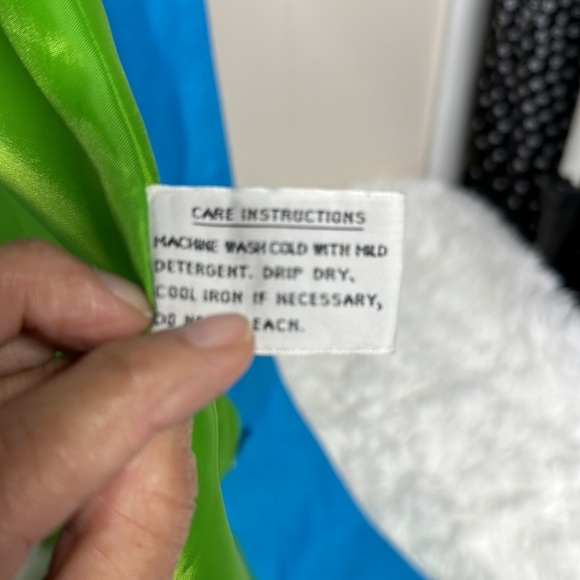 CARE INSTRUCTIONS
MACHINE WASH COLD WITH MILD
DETERGENT. DRIP DRY.
COOL IRON IF NECESSARY,
DO